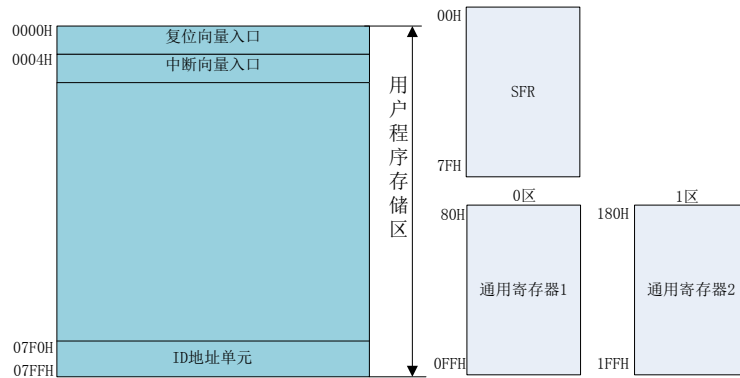 0000H
复位向量入口
0004H
中断向量入口
07F0H
ID地址单元
07FFH
用户程序存储区
00H
SFR
7FH
0区
80H
通用寄存器1
0FFH
1区
180H
通用寄存器2
1FFH